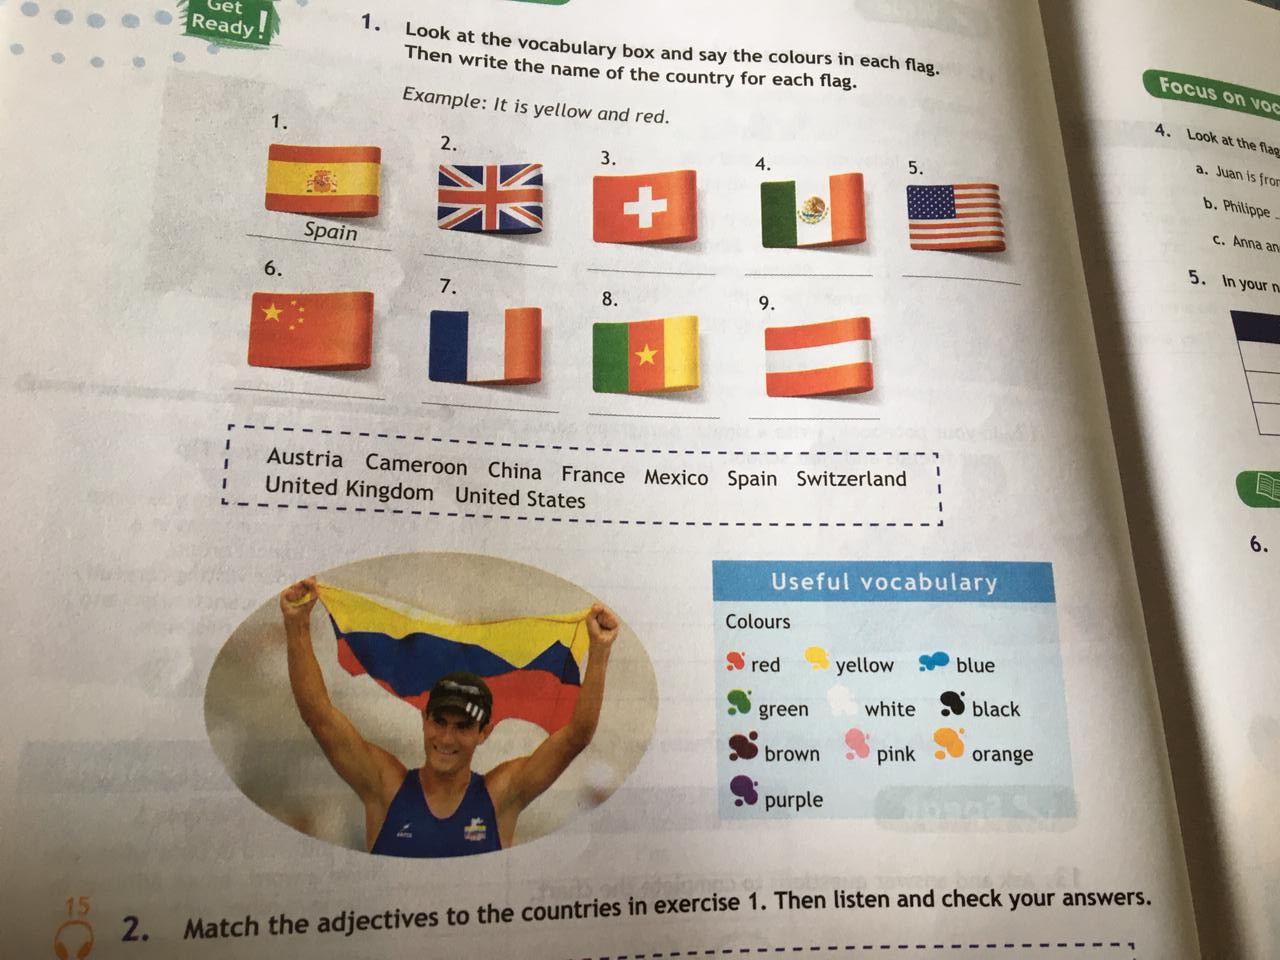 Get
Ready!
1. Look at the vocabulary box and say the colours in each flag.
Then write the name of the country for each flag.
Example: It is yellow and red.
1.
2.
3.
4.
5.
Spain
6.
7.
8.
9.
Austria Cameroon China France Mexico Spain Switzerland
United Kingdom United States
Useful vocabulary
Colours
red yellow blue
green white black
brown pink orange
purple
15
2. Match the adjectives to the countries in exercise 1. Then listen and check your answers.
Focus on
4. Look at the
a. Juan is
b. Philippe
c. Anna
5. In your
6.